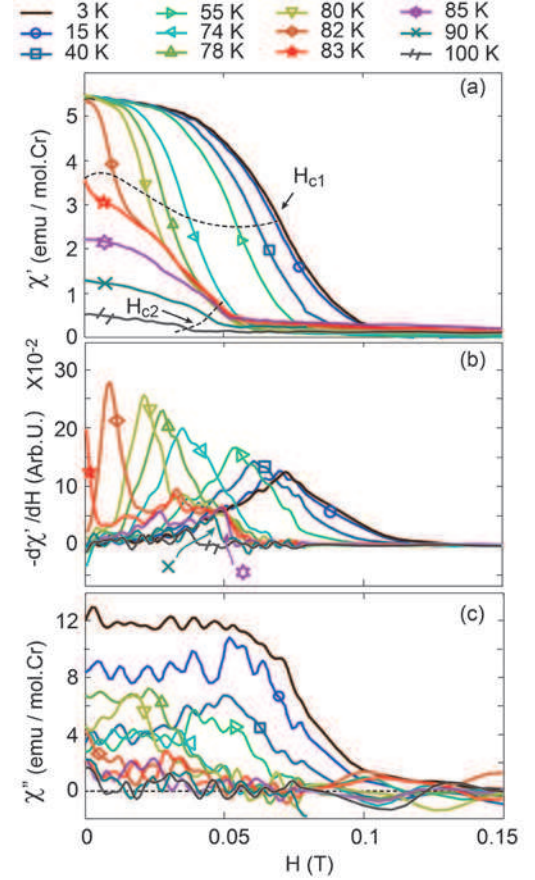 3 K 55 K 80 K 85 K
15 K 74 K 82 K 90 K
40 K 78 K 83 K 100 K
(a)
5
4
3
2
1
0
χ' (emu / mol.Cr)
H_c1
H_c2
X10⁻²
(b)
30
20
10
0
-dχ'/dH (Arb.U.)
(c)
12
8
4
0
χ'' (emu / mol.Cr)
0 0.05 0.1 0.15
H (T)